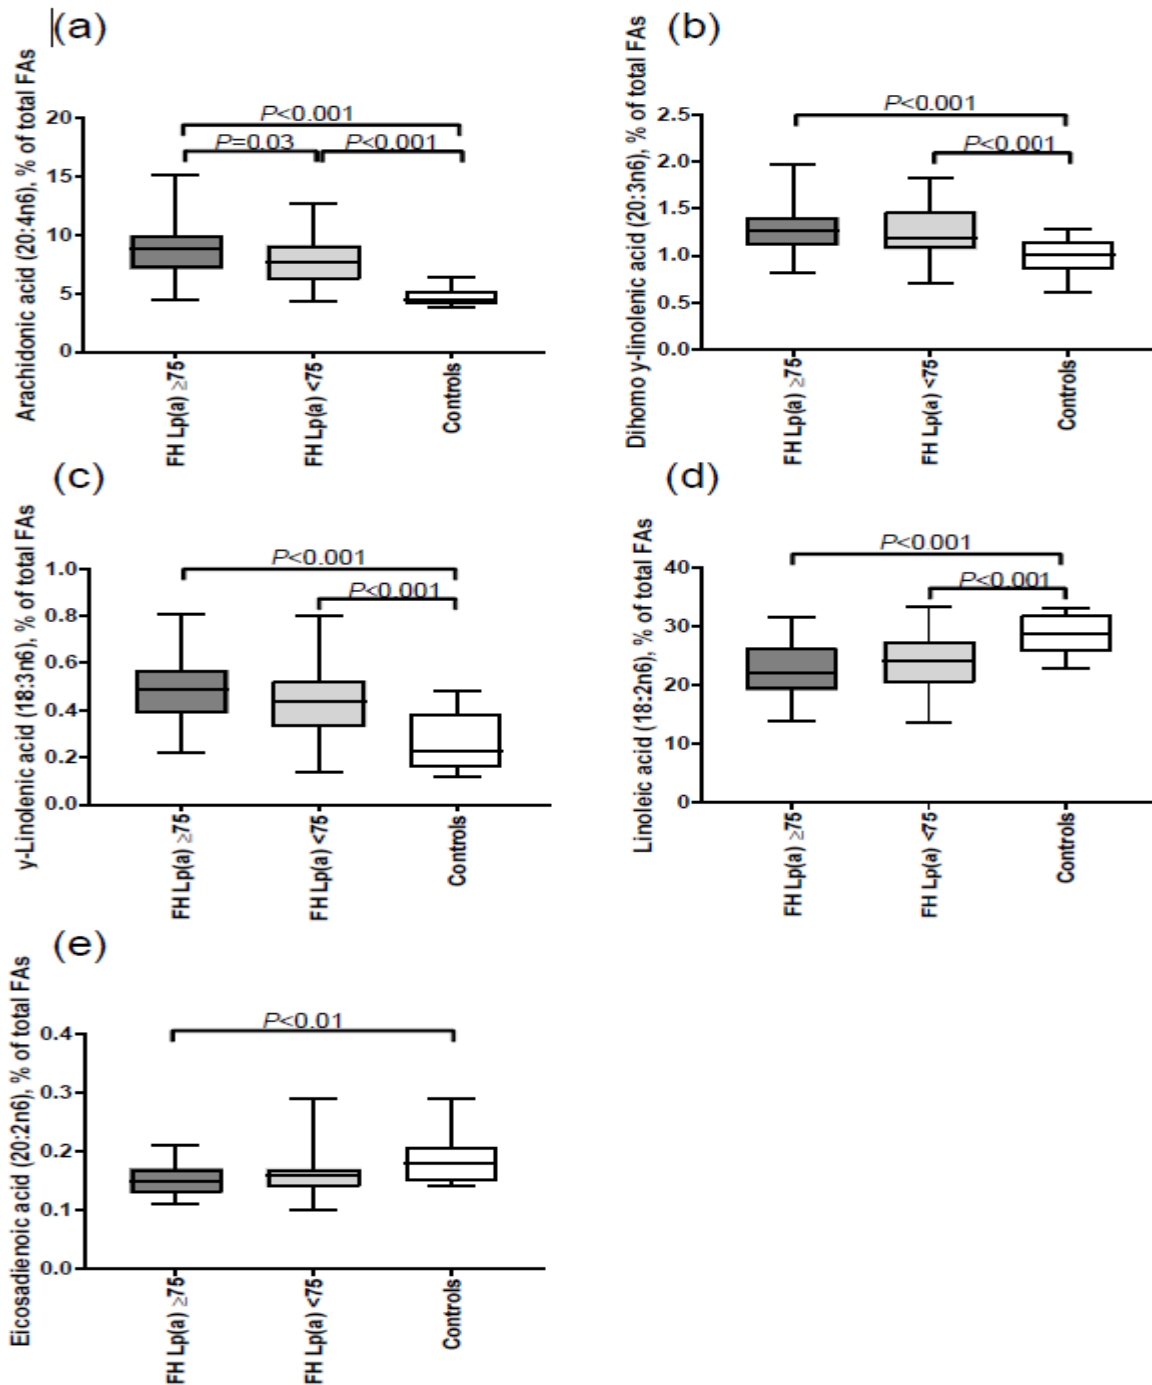 (a)
Arachidonic acid (20:4n6), % of total FAs
20
15
10
5
0
P<0.001
P=0.03
P<0.001
FH Lp(a) ≥75
FH Lp(a) <75
Controls
(b)
Dihomo y-linolenic acid (20:3n6), % of total FAs
2.5
2.0
1.5
1.0
0.5
0.0
P<0.001
P<0.001
FH Lp(a) ≥75
FH Lp(a) <75
Controls
(c)
y-Linolenic acid (18:3n6), % of total FAs
1.0
0.8
0.6
0.4
0.2
0.0
P<0.001
P<0.001
FH Lp(a) ≥75
FH Lp(a) <75
Controls
(d)
Linoleic acid (18:2n6), % of total FAs
40
30
20
10
0
P<0.001
P<0.001
FH Lp(a) ≥75
FH Lp(a) <75
Controls
(e)
Eicosadienoic acid (20:2n6), % of total FAs
0.4
0.3
0.2
0.1
0.0
P<0.01
FH Lp(a) ≥75
FH Lp(a) <75
Controls